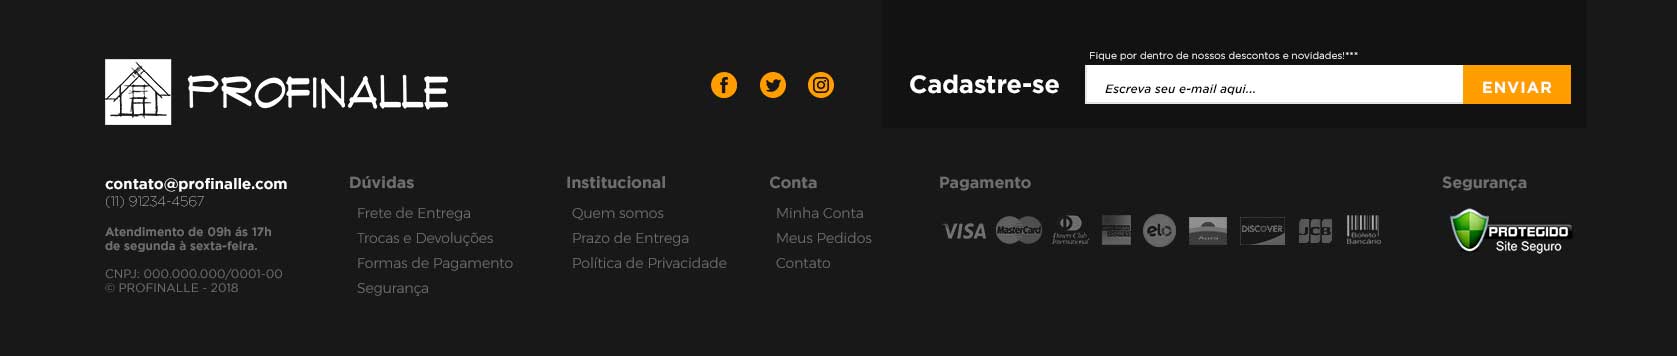 PROFINALLE
Fique por dentro de nossos descontos e novidades!***
Cadastre-se
Escreva seu e-mail aqui...
ENVIAR
contato@profinalle.com
(11) 91234-4567
Atendimento de 09h ás 17h
de segunda à sexta-feira.
CNPJ: 000.000.000/0001-00
© PROFINALLE - 2018
Dúvidas
Frete de Entrega
Trocas e Devoluções
Formas de Pagamento
Segurança
Institucional
Quem somos
Prazo de Entrega
Política de Privacidade
Conta
Minha Conta
Meus Pedidos
Contato
Pagamento
VISA
MasterCard
Diners Club
International
elo
Aura
DISCOVER
JCB
Boleto
Bancário
Segurança
PROTEGIDO
Site Seguro